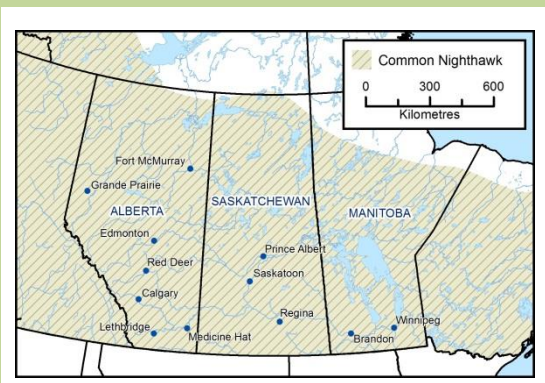 Common Nighthawk
0 300 600
Kilometres
Fort McMurray
Grande Prairie
ALBERTA
SASKATCHEWAN
MANITOBA
Edmonton
Prince Albert
Red Deer
Saskatoon
Calgary
Regina
Winnipeg
Lethbridge
Medicine Hat
Brandon